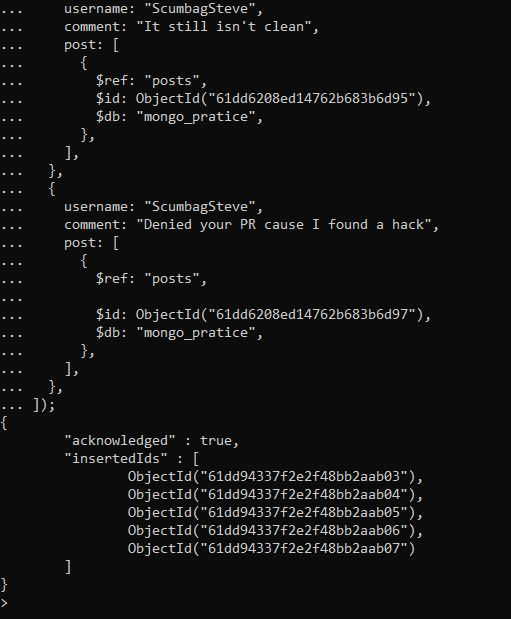 ...     username: "ScumbagSteve",
...     comment: "It still isn't clean",
...     post: [
...       {
...         $ref: "posts",
...         $id: ObjectId("61dd6208ed14762b683b6d95"),
...         $db: "mongo_pratice",
...       },
...     ],
...   },
...   {
...     username: "ScumbagSteve",
...     comment: "Denied your PR cause I found a hack",
...     post: [
...       {
...         $ref: "posts",
...
...         $id: ObjectId("61dd6208ed14762b683b6d97"),
...         $db: "mongo_pratice",
...       },
...     ],
...   },
... ]);
{
        "acknowledged" : true,
        "insertedIds" : [
                ObjectId("61dd94337f2e2f48bb2aab03"),
                ObjectId("61dd94337f2e2f48bb2aab04"),
                ObjectId("61dd94337f2e2f48bb2aab05"),
                ObjectId("61dd94337f2e2f48bb2aab06"),
                ObjectId("61dd94337f2e2f48bb2aab07")
        ]
}
>